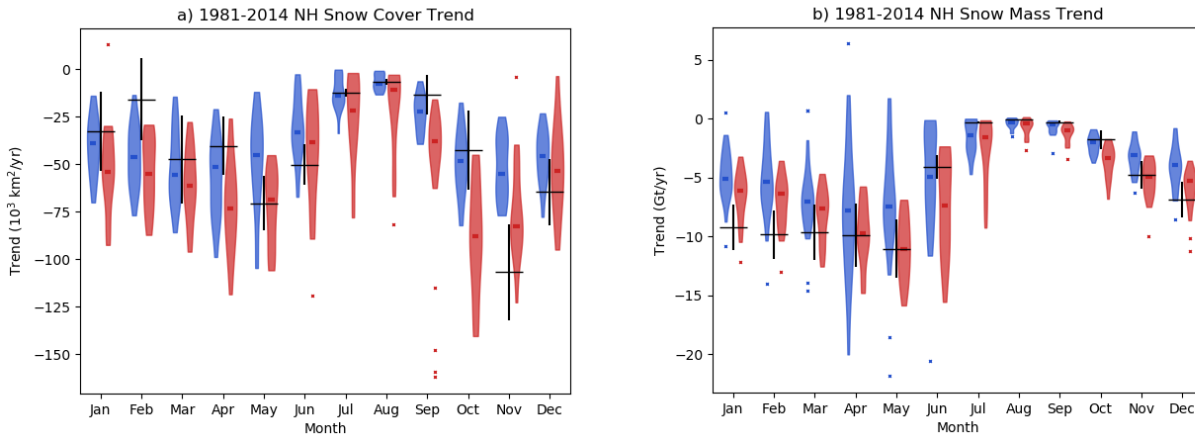 a) 1981-2014 NH Snow Cover Trend
0
−25
−50
−75
−100
−125
−150
Trend (10³ km²/yr)
Jan Feb Mar Apr May Jun Jul Aug Sep Oct Nov Dec
Month
b) 1981-2014 NH Snow Mass Trend
5
0
−5
−10
−15
−20
Trend (Gt/yr)
Jan Feb Mar Apr May Jun Jul Aug Sep Oct Nov Dec
Month